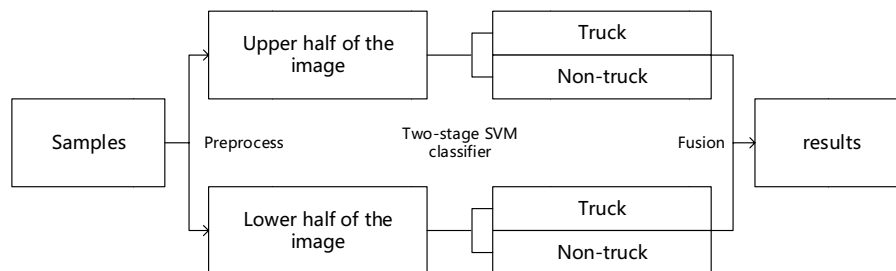 Upper half of the
image
Truck
Non-truck
Samples
Preprocess
Two-stage SVM
classifier
Fusion
results
Lower half of the
image
Truck
Non-truck